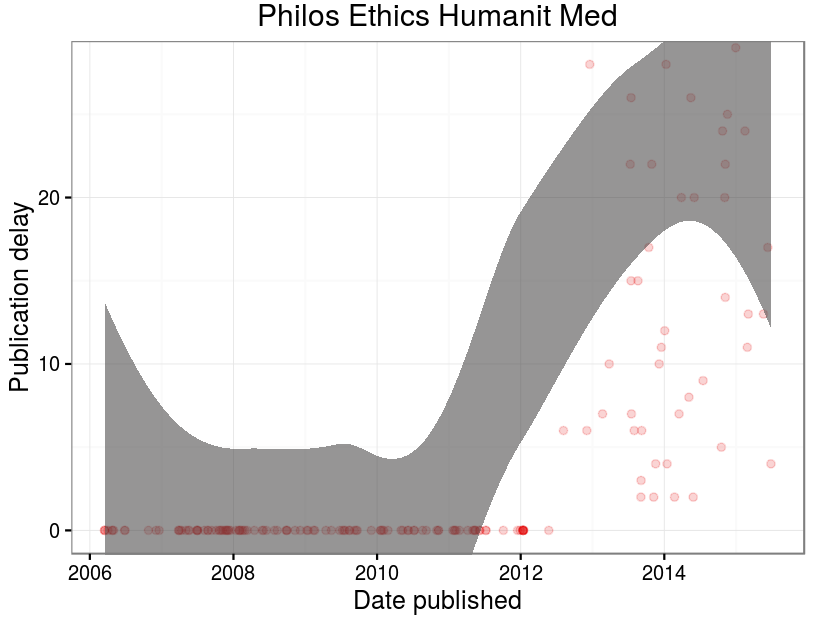 Philos Ethics Humanit Med
Publication delay
20
10
0
2006 2008 2010 2012 2014
Date published